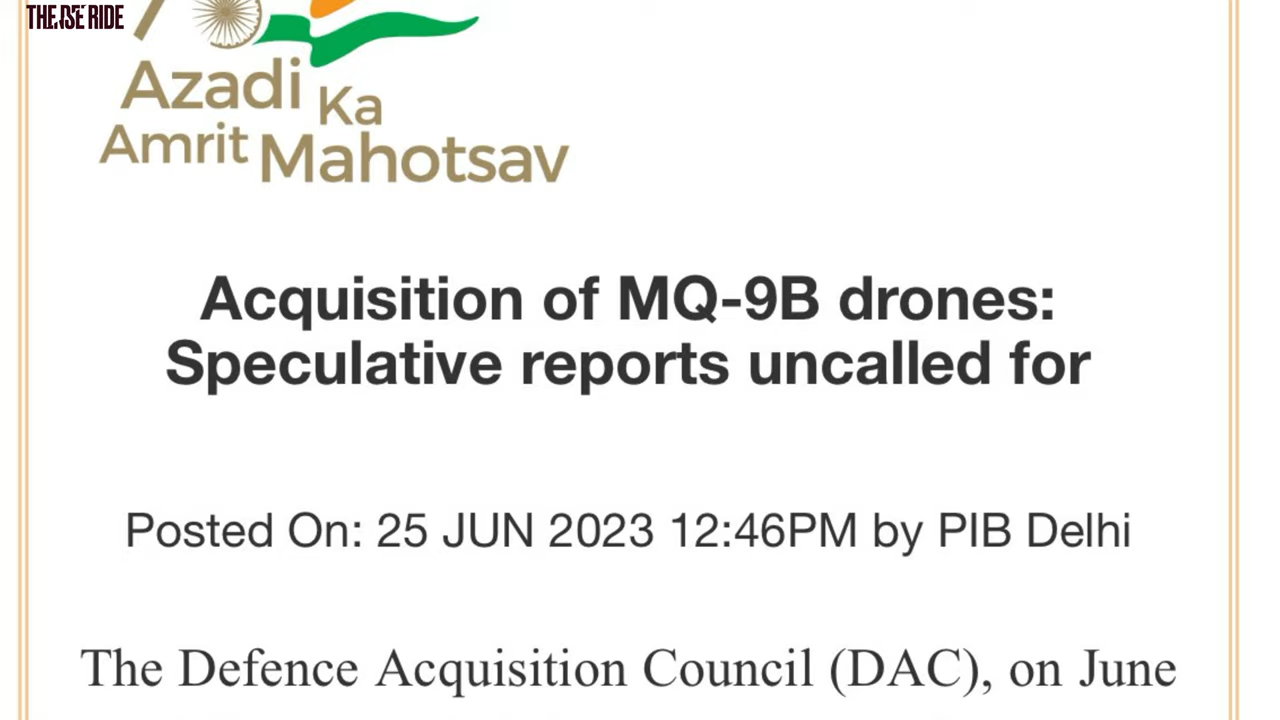 THE RIDE
Azadi Ka
Amrit Mahotsav
Acquisition of MQ-9B drones:
Speculative reports uncalled for
Posted On: 25 JUN 2023 12:46PM by PIB Delhi
The Defence Acquisition Council (DAC), on June